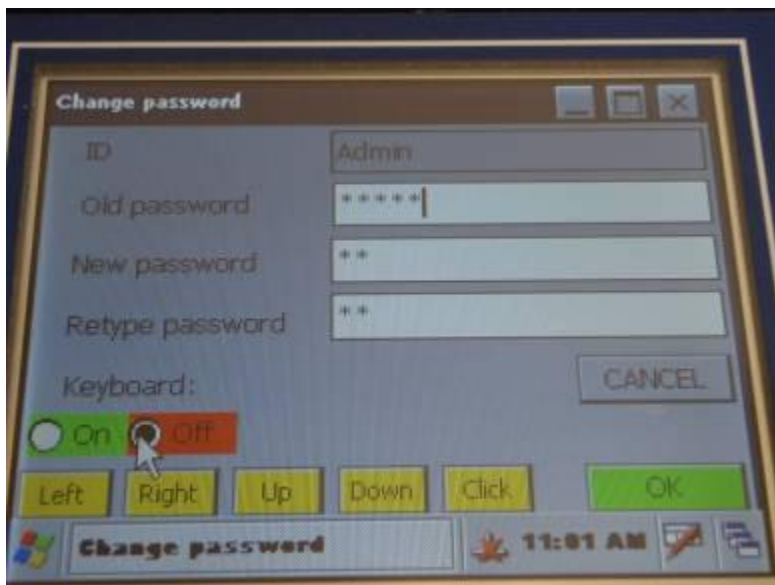 Change password
ID Admin
Old password *****
New password **
Retype password **
Keyboard: CANCEL
On Off
Left Right Up Down Click OK
Change password 11:01 AM